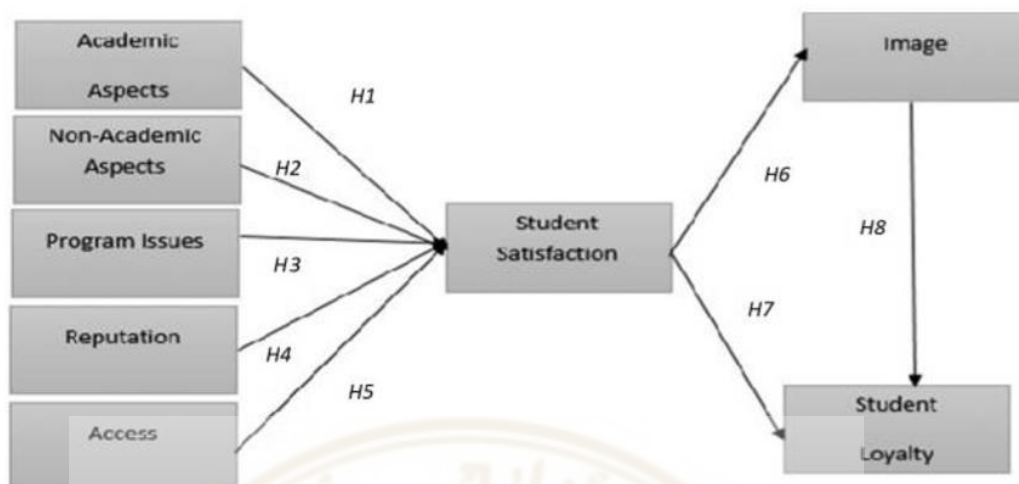 Academic
Aspects
H1
Non-Academic
Aspects
H2
Program Issues
H3
Reputation
H4
Access
H5
Student
Satisfaction
Image
H6
H7
H8
Student
Loyalty